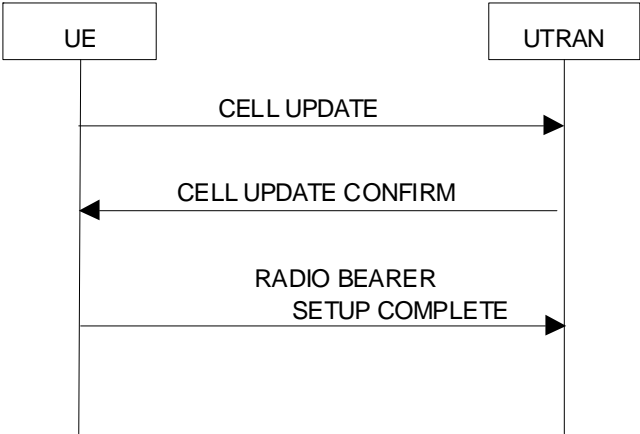 UE
UTRAN
CELL UPDATE
CELL UPDATE CONFIRM
RADIO BEARER
SETUP COMPLETE